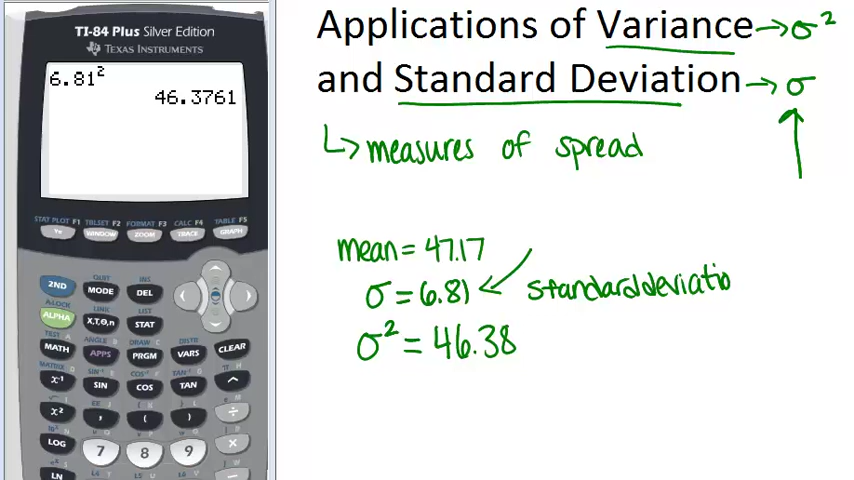 TI-84 Plus Silver Edition
TEXAS INSTRUMENTS
6.81²
46.3761
STAT PLOT F1 TBLSET F2 FORMAT F3 CALC F4 TABLE F5
Y= WINDOW ZOOM TRACE GRAPH
QUIT INS
2ND MODE DEL
A-LOCK LINK LIST
ALPHA X,T,Θ,n STAT
TEST A ANGLE B DRAW C DISTR
MATH APPS PRGM VARS CLEAR
MATRIX D SIN⁻¹ E COS⁻¹ F TAN⁻¹ G π H
x⁻¹ SIN COS TAN ^
x² , ( ) ÷
LOG 7 8 9 ×
LN
Applications of Variance → σ²
and Standard Deviation → σ
↳ measures of spread
mean = 47.17
σ = 6.81 ← standard deviatio
σ² = 46.38